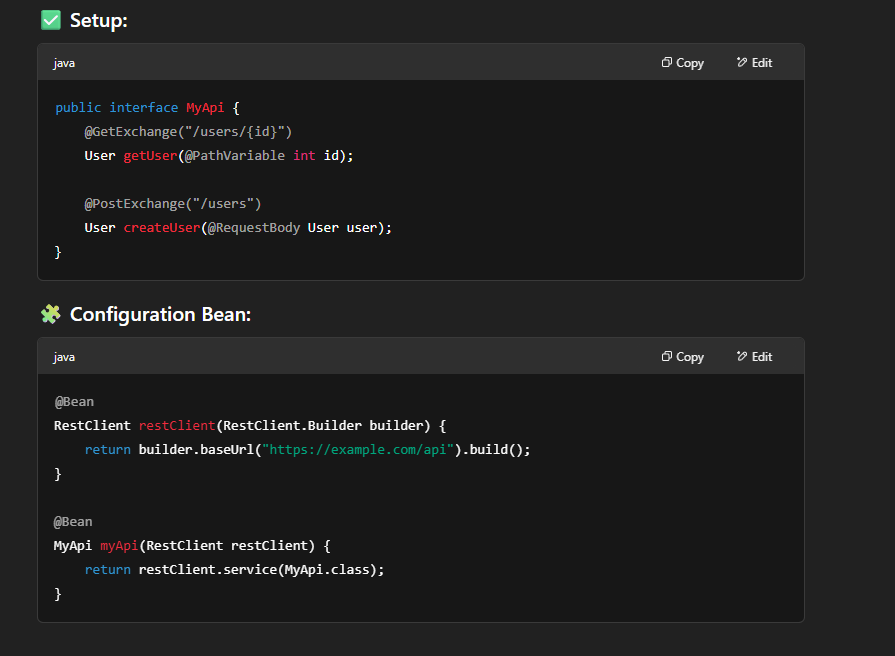 ✅ Setup:
java
Copy
Edit
public interface MyApi {
    @GetExchange("/users/{id}")
    User getUser(@PathVariable int id);

    @PostExchange("/users")
    User createUser(@RequestBody User user);
}
🧩 Configuration Bean:
java
Copy
Edit
@Bean
RestClient restClient(RestClient.Builder builder) {
    return builder.baseUrl("https://example.com/api").build();
}

@Bean
MyApi myApi(RestClient restClient) {
    return restClient.service(MyApi.class);
}